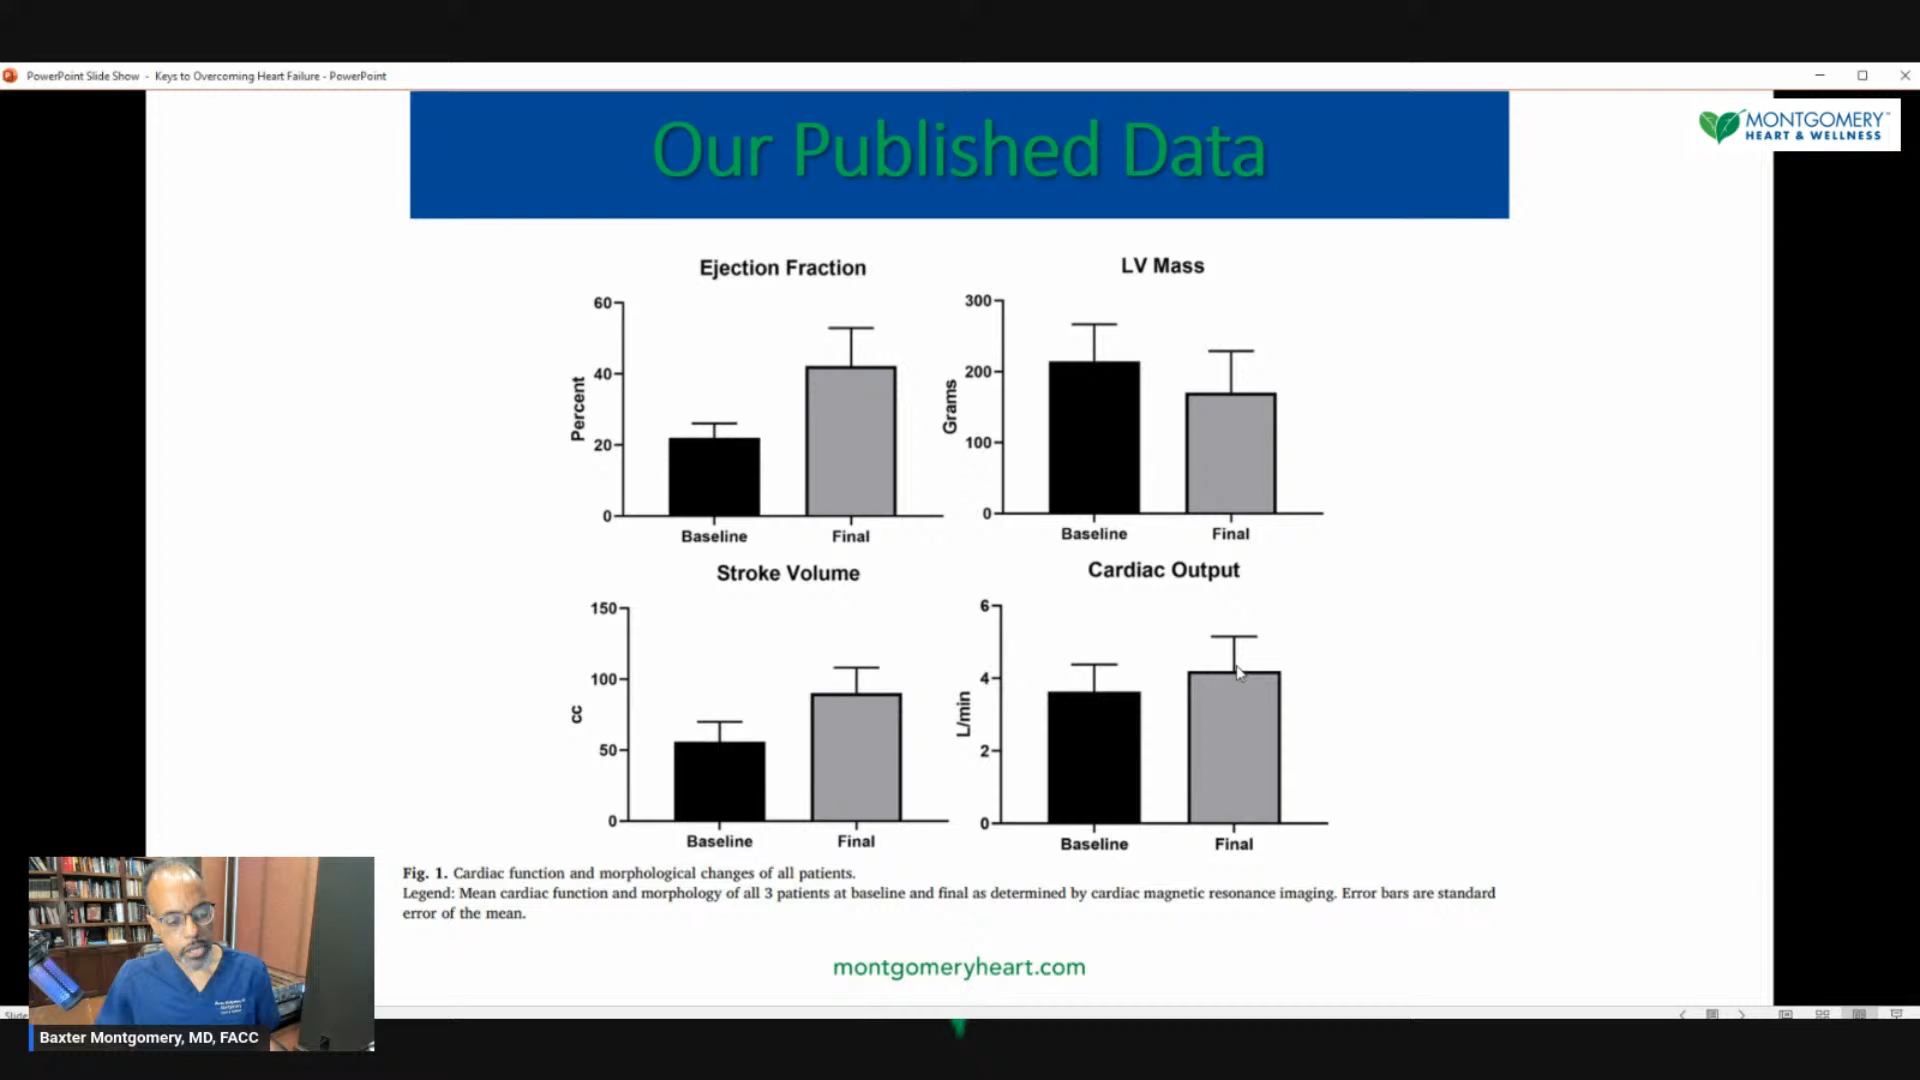 PowerPoint Slide Show - Keys to Overcoming Heart Failure - PowerPoint
MONTGOMERY™
HEART & WELLNESS
Our Published Data
Ejection Fraction
60
40
20
0
Percent
Baseline
Final
LV Mass
300
200
100
0
Grams
Baseline
Final
Stroke Volume
150
100
50
0
cc
Baseline
Final
Cardiac Output
6
4
2
0
L/min
Baseline
Final
Fig. 1. Cardiac function and morphological changes of all patients.
Legend: Mean cardiac function and morphology of all 3 patients at baseline and final as determined by cardiac magnetic resonance imaging. Error bars are standard
error of the mean.
montgomeryheart.com
Baxter Montgomery, MD, FACC